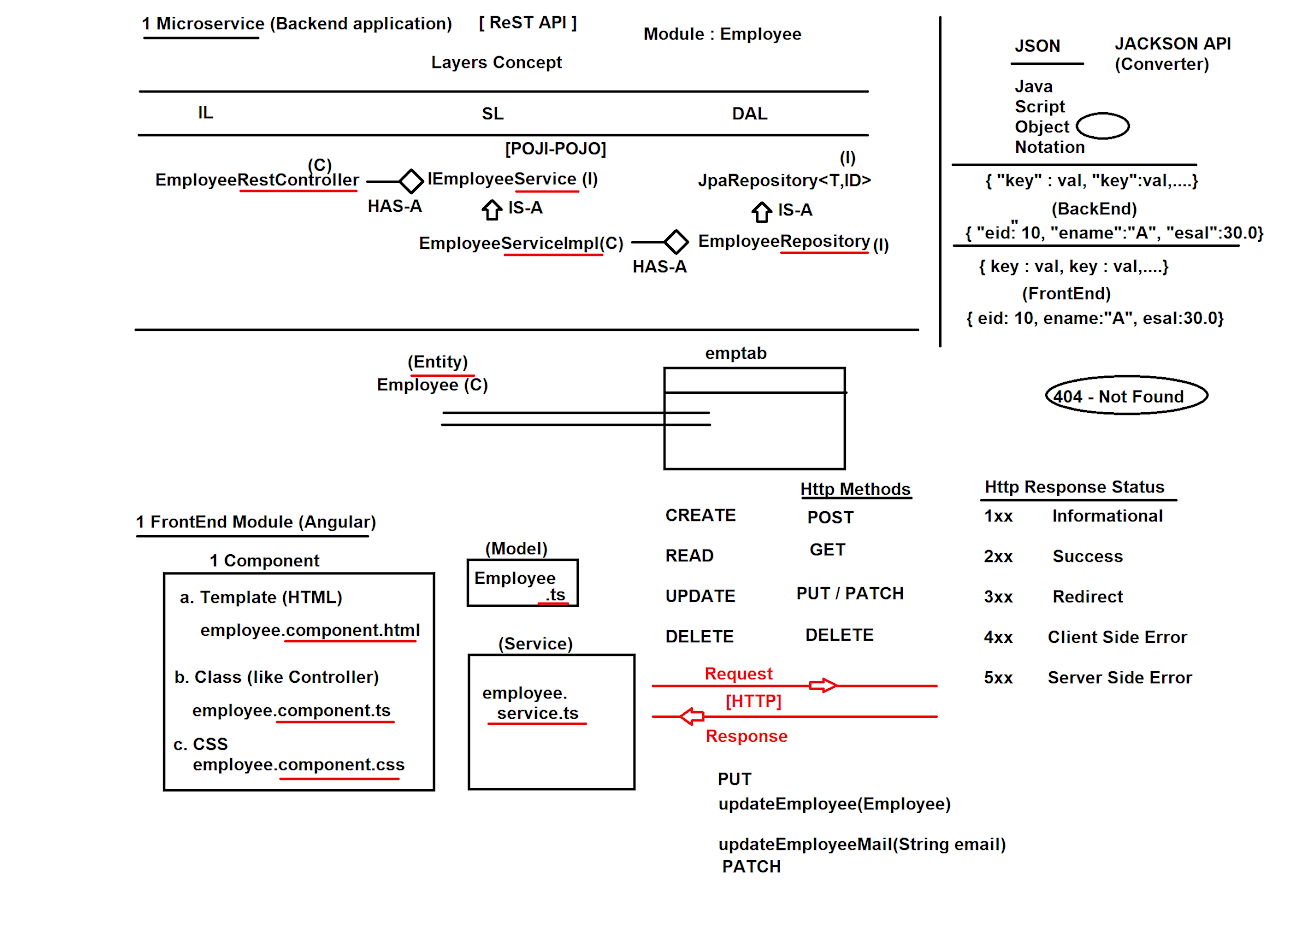 1 Microservice (Backend application) [ ReST API ]
Module : Employee
Layers Concept
IL SL DAL
[POJI-POJO]
(C)
(I)
EmployeeRestController
IEmployeeService (I)
JpaRepository<T,ID>
HAS-A
IS-A
IS-A
EmployeeServiceImpl(C)
EmployeeRepository (I)
HAS-A
JSON
JACKSON API
(Converter)
Java
Script
Object
Notation
{ "key" : val, "key":val,....}
(BackEnd)
{ "eid: 10, "ename":"A", "esal":30.0}
"
{ key : val, key : val,....}
(FrontEnd)
{ eid: 10, ename:"A", esal:30.0}
(Entity)
Employee (C)
emptab
404 - Not Found
Http Methods
CREATE POST
READ GET
UPDATE PUT / PATCH
DELETE DELETE
Http Response Status
1xx Informational
2xx Success
3xx Redirect
4xx Client Side Error
5xx Server Side Error
1 FrontEnd Module (Angular)
1 Component
a. Template (HTML)
employee.component.html
b. Class (like Controller)
employee.component.ts
c. CSS
employee.component.css
(Model)
Employee
.ts
(Service)
employee.
service.ts
Request
[HTTP]
Response
PUT
updateEmployee(Employee)
updateEmployeeMail(String email)
PATCH